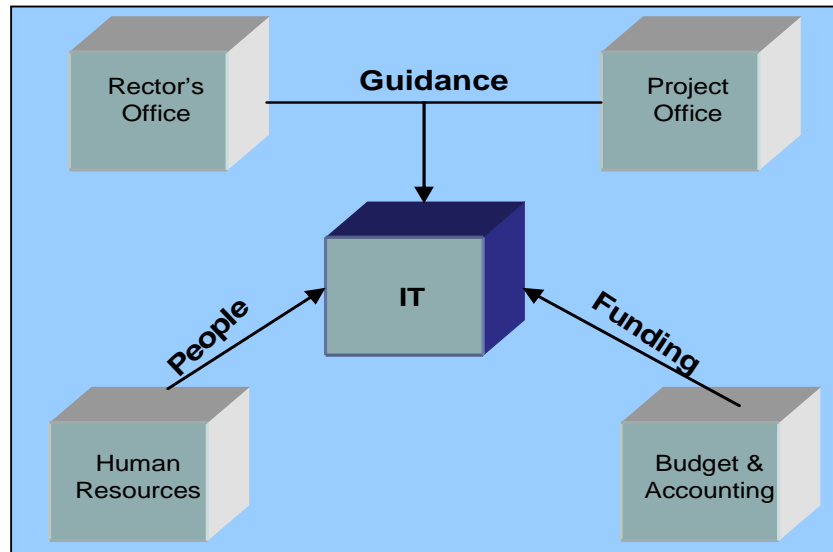 Rector's
Office
Guidance
Project
Office
IT
People
Funding
Human
Resources
Budget &
Accounting